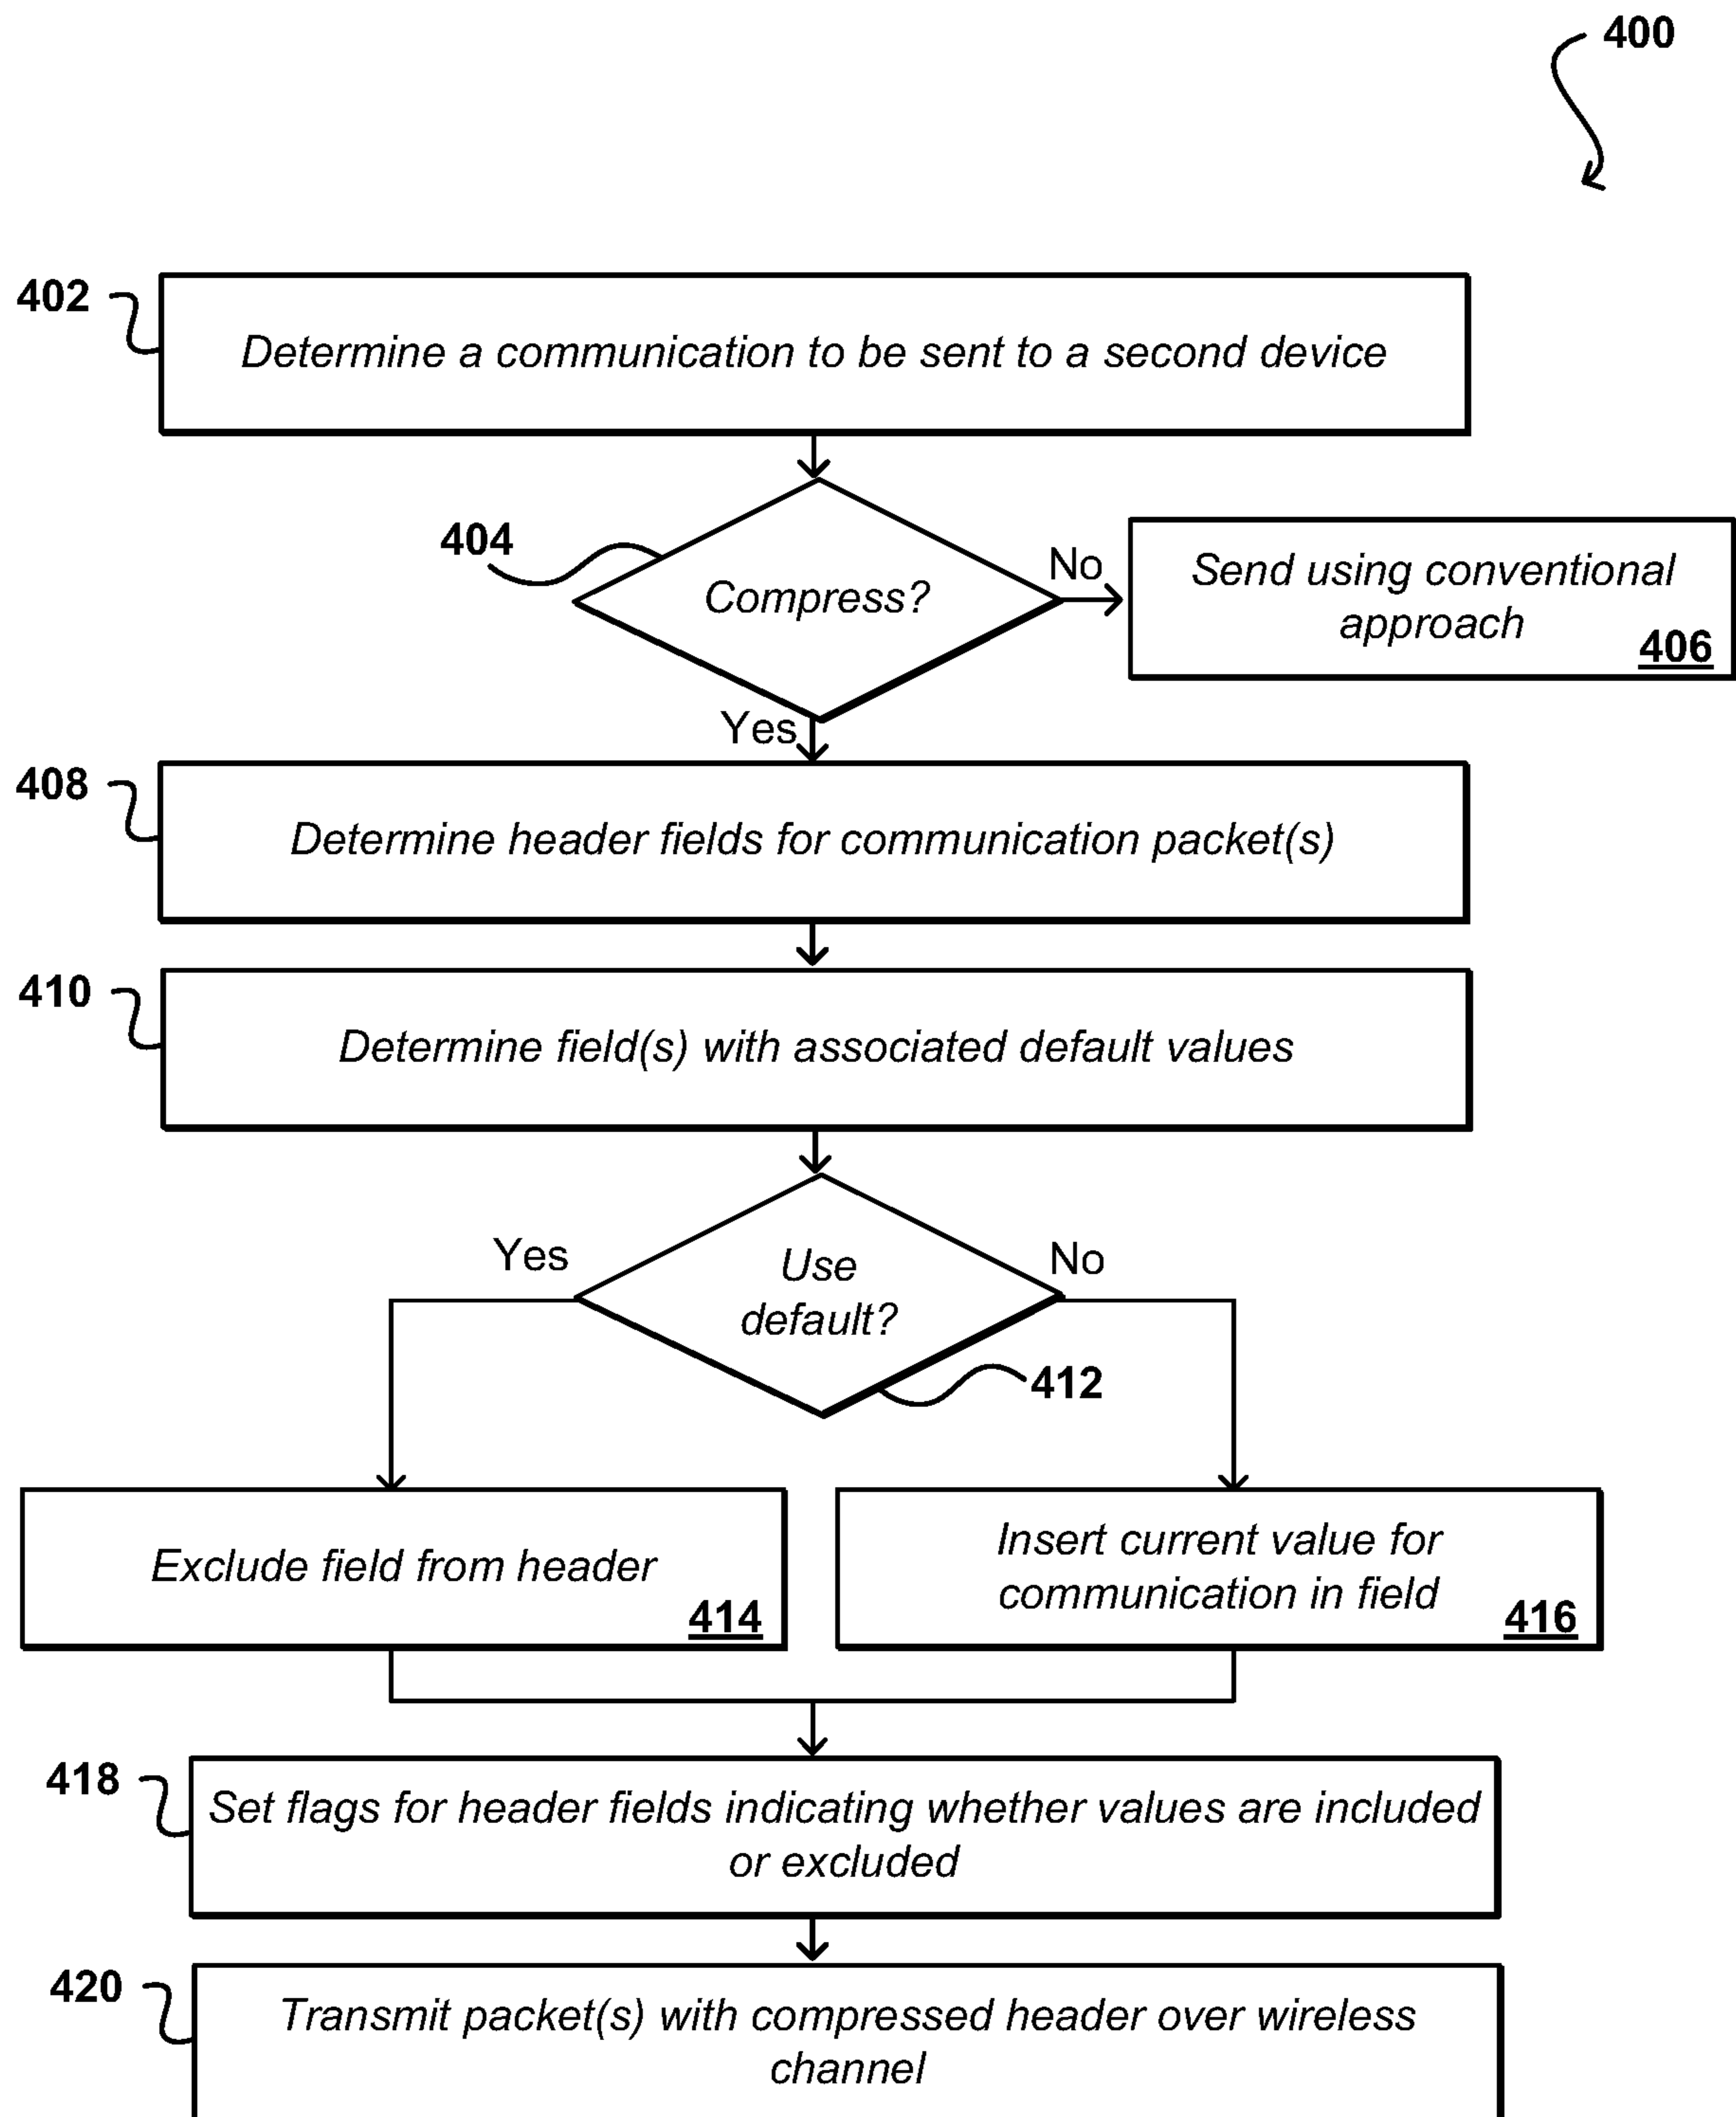 400
402
Determine a communication to be sent to a second device
404
Compress?
No
Send using conventional
approach
406
Yes
408
Determine header fields for communication packet(s)
410
Determine field(s) with associated default values
Yes
Use
default?
No
412
Exclude field from header
414
Insert current value for
communication in field
416
418
Set flags for header fields indicating whether values are included
or excluded
420
Transmit packet(s) with compressed header over wireless
channel